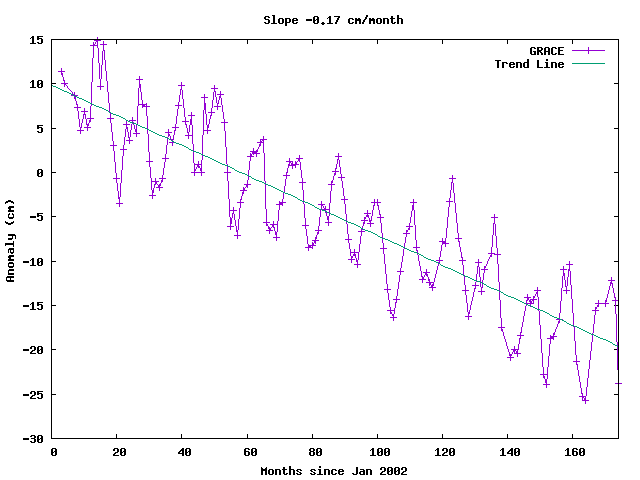 Slope -0.17 cm/month
GRACE
Trend Line
15
10
5
0
-5
-10
-15
-20
-25
-30
Anomaly (cm)
0 20 40 60 80 100 120 140 160
Months since Jan 2002